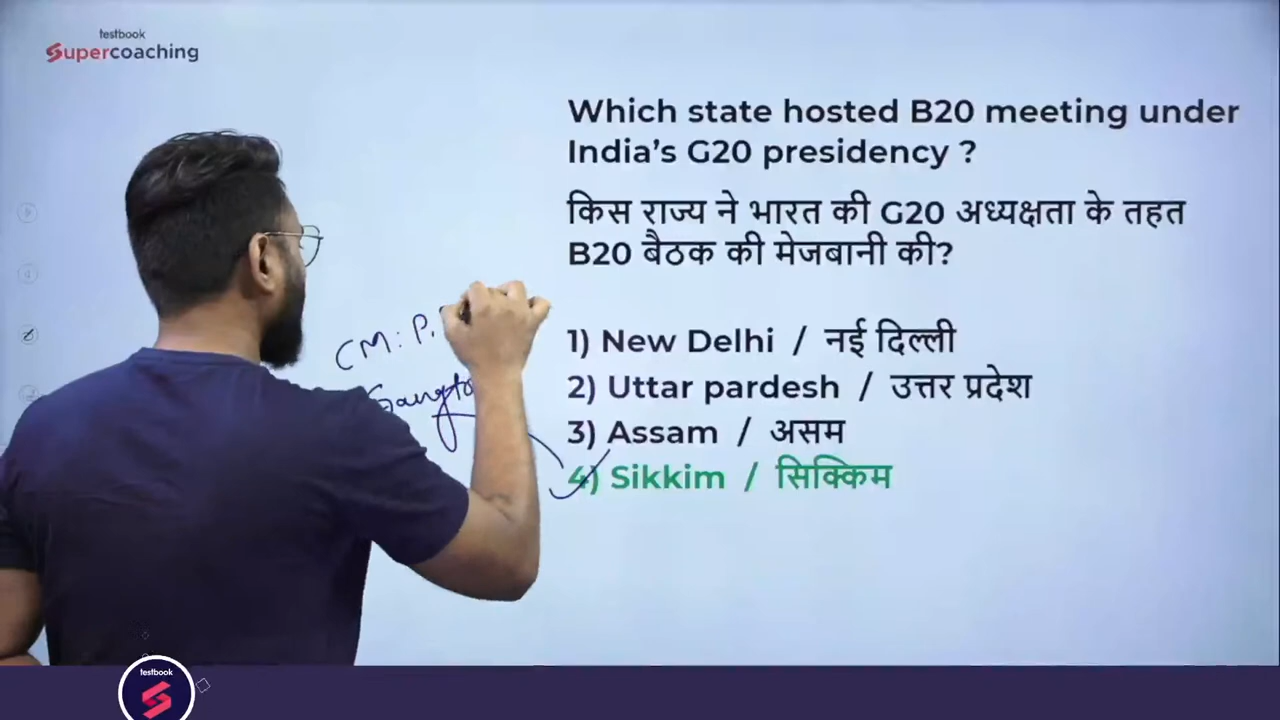 testbook
Supercoaching
Which state hosted B20 meeting under
India's G20 presidency ?
किस राज्य ने भारत की G20 अध्यक्षता के तहत
B20 बैठक की मेजबानी की?
CM: P.
1) New Delhi / नई दिल्ली
2) Uttar pardesh / उत्तर प्रदेश
3) Assam / असम
4) Sikkim / सिक्किम
testbook